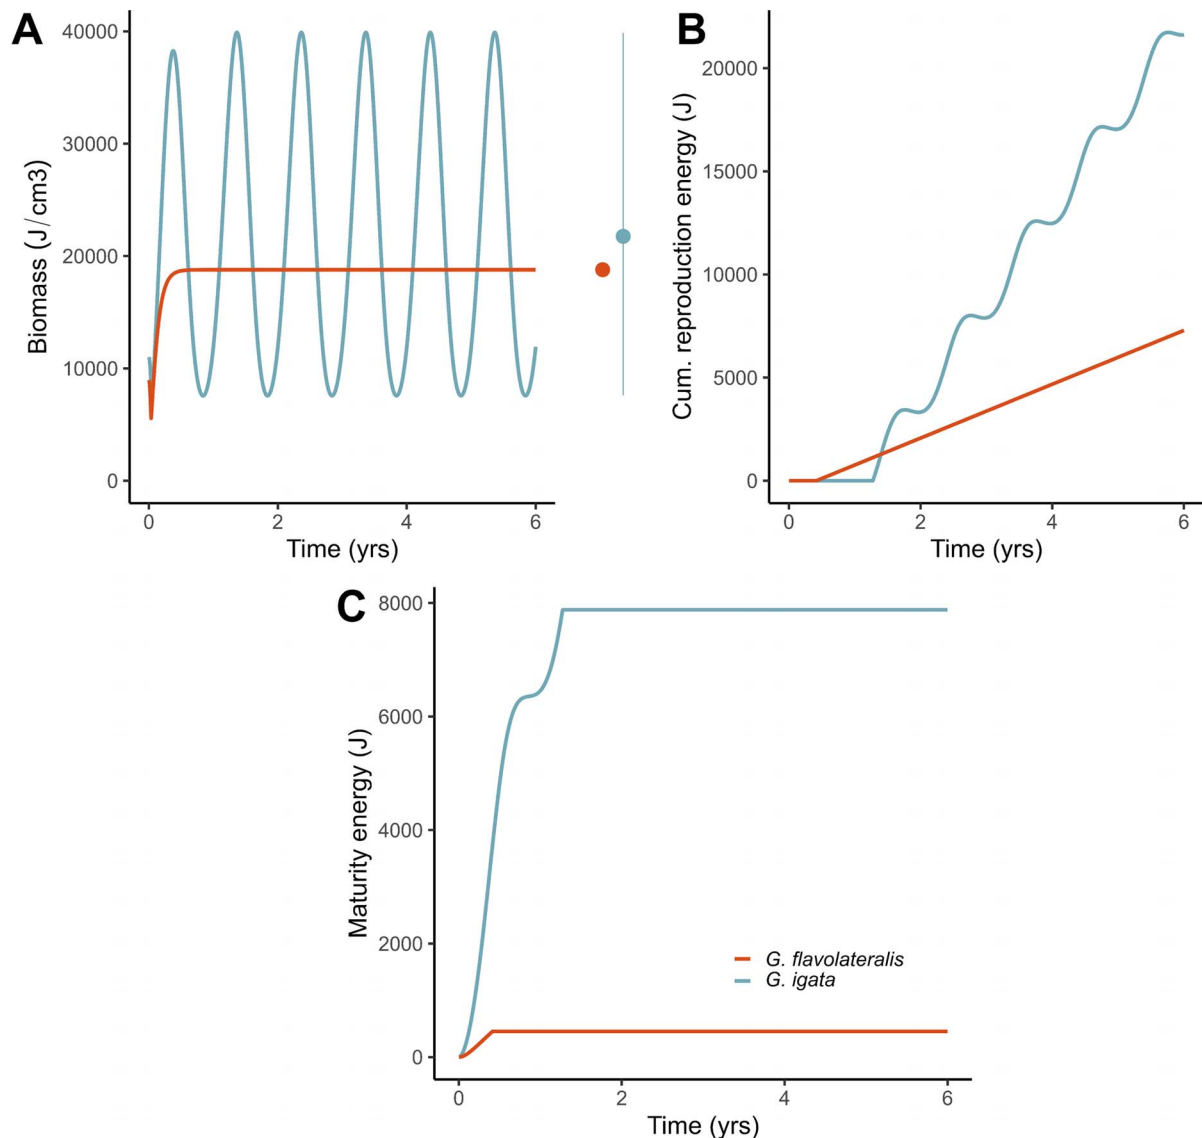 A
Biomass (J/cm3)
40000
30000
20000
10000
0
0 2 4 6
Time (yrs)
B
Cum. reproduction energy (J)
20000
15000
10000
5000
0
0 2 4 6
Time (yrs)
C
Maturity energy (J)
8000
6000
4000
2000
0
G. flavolateralis
G. igata
0 2 4 6
Time (yrs)